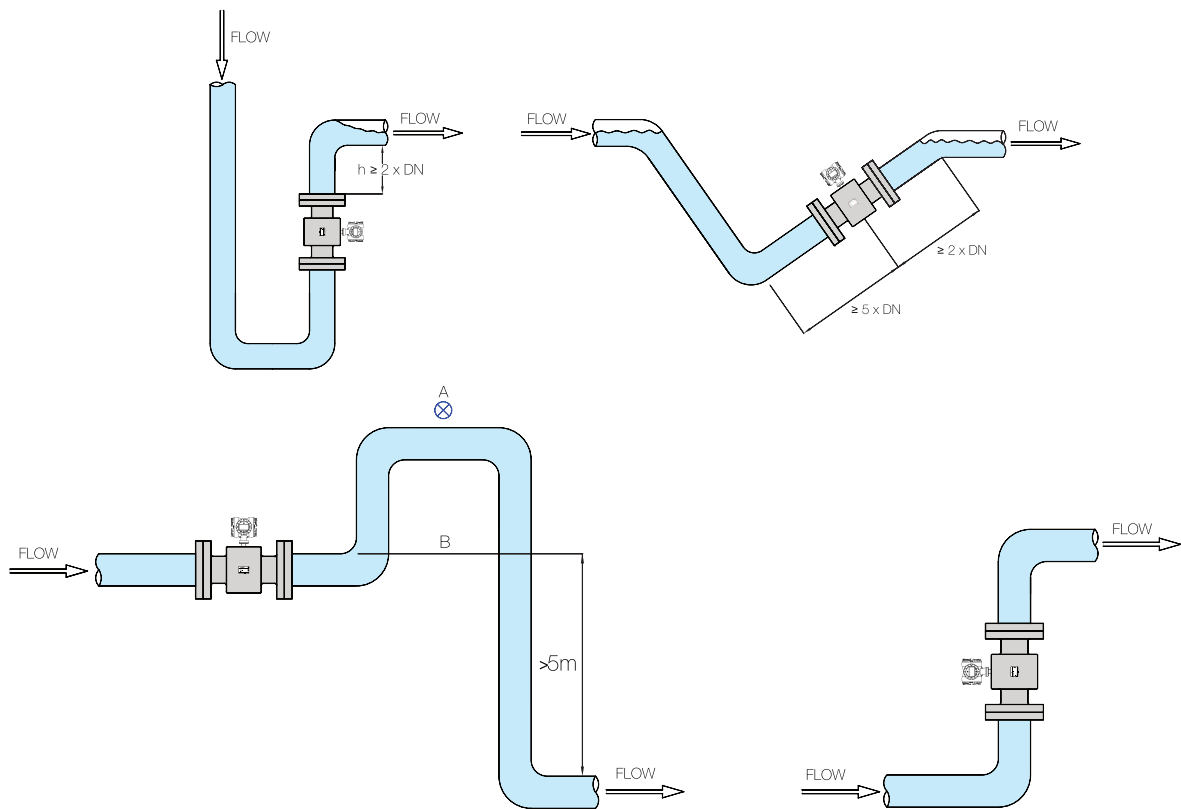 FLOW
FLOW
h ≥ 2 x DN
FLOW
FLOW
≥ 2 x DN
≥ 5 x DN
A
B
FLOW
>5m
FLOW
FLOW
FLOW